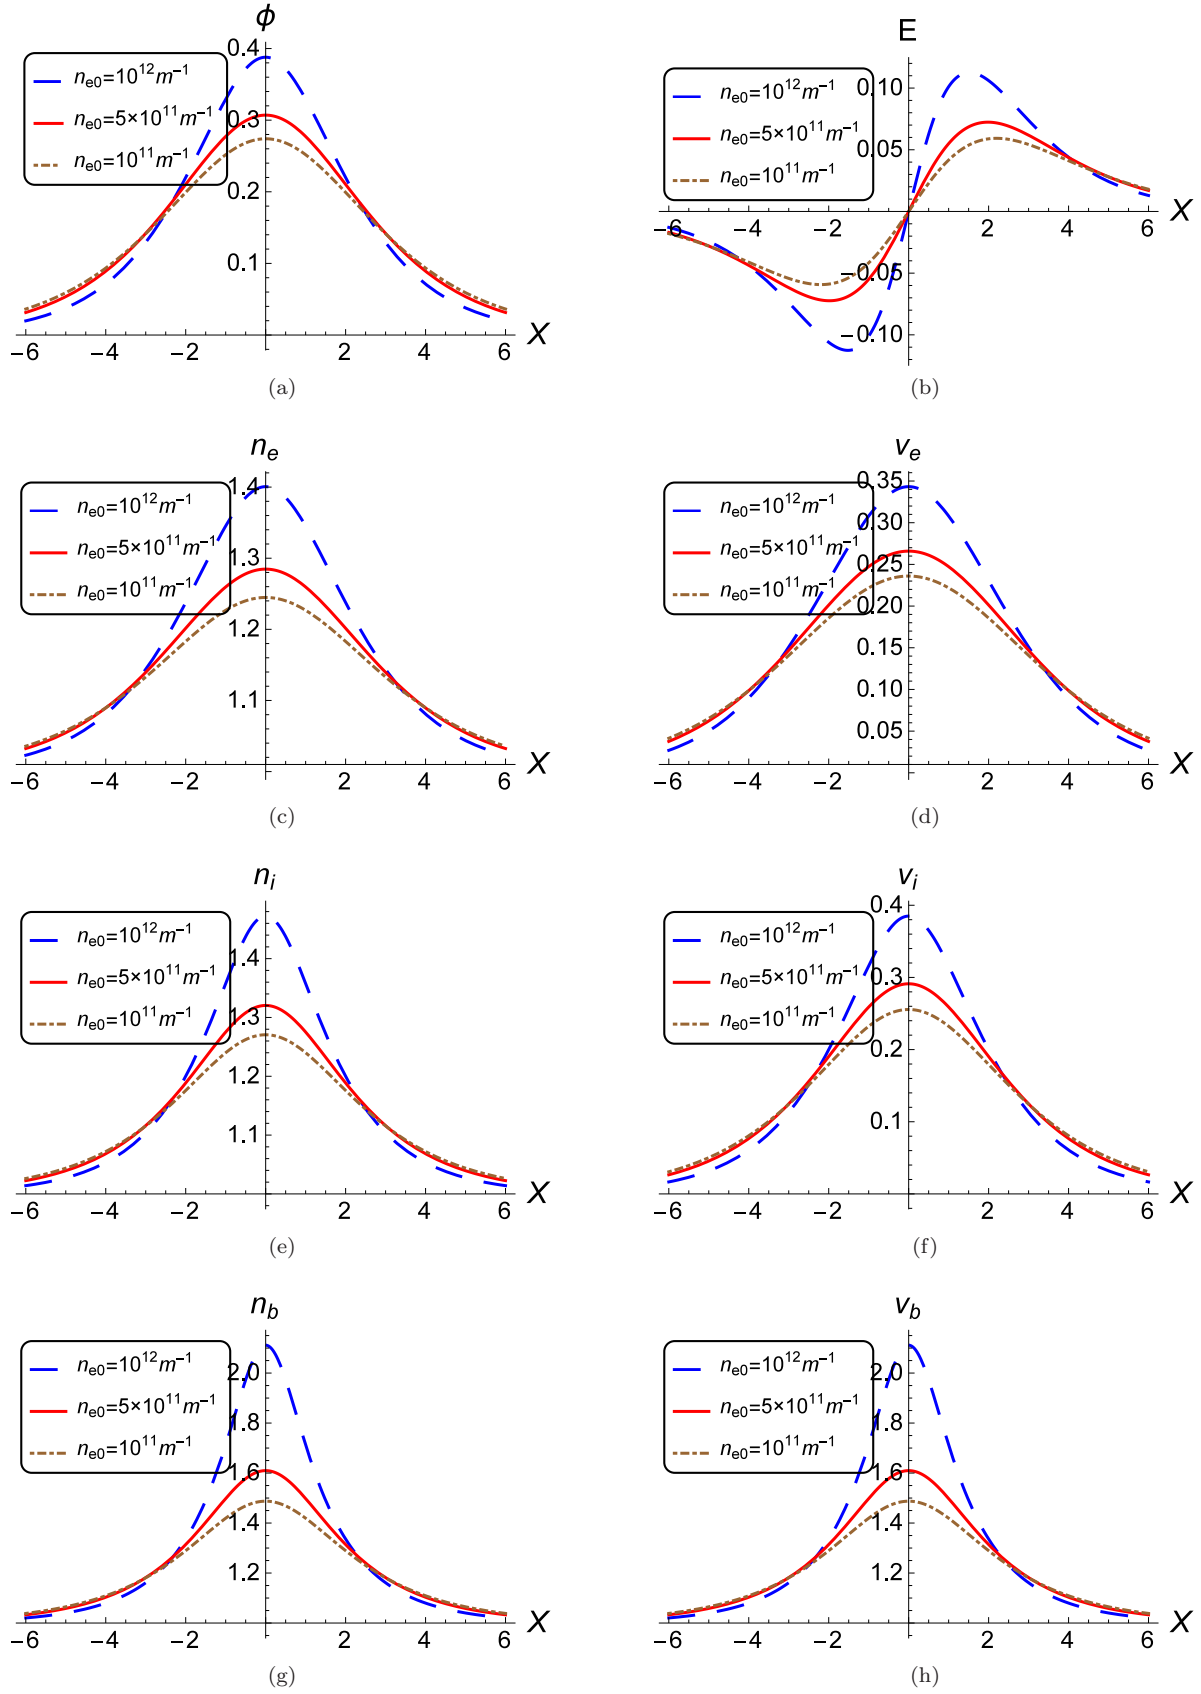 ϕ
0.4
0.3
0.2
0.1
n_e0=10^12 m^−1
n_e0=5×10^11 m^−1
n_e0=10^11 m^−1
−6 −4 −2 2 4 6 X
(a)
E
0.10
0.05
−0.05
−0.10
n_e0=10^12 m^−1
n_e0=5×10^11 m^−1
n_e0=10^11 m^−1
−6 −4 −2 2 4 6 X
(b)
n_e
1.4
1.3
1.2
1.1
n_e0=10^12 m^−1
n_e0=5×10^11 m^−1
n_e0=10^11 m^−1
−6 −4 −2 2 4 6 X
(c)
v_e
0.35
0.30
0.25
0.20
0.15
0.10
0.05
n_e0=10^12 m^−1
n_e0=5×10^11 m^−1
n_e0=10^11 m^−1
−6 −4 −2 2 4 6 X
(d)
n_i
1.4
1.3
1.2
1.1
n_e0=10^12 m^−1
n_e0=5×10^11 m^−1
n_e0=10^11 m^−1
−6 −4 −2 2 4 6 X
(e)
v_i
0.4
0.3
0.2
0.1
n_e0=10^12 m^−1
n_e0=5×10^11 m^−1
n_e0=10^11 m^−1
−6 −4 −2 2 4 6 X
(f)
n_b
2.0
1.8
1.6
1.4
1.2
n_e0=10^12 m^−1
n_e0=5×10^11 m^−1
n_e0=10^11 m^−1
−6 −4 −2 2 4 6 X
(g)
v_b
2.0
1.8
1.6
1.4
1.2
n_e0=10^12 m^−1
n_e0=5×10^11 m^−1
n_e0=10^11 m^−1
−6 −4 −2 2 4 6 X
(h)